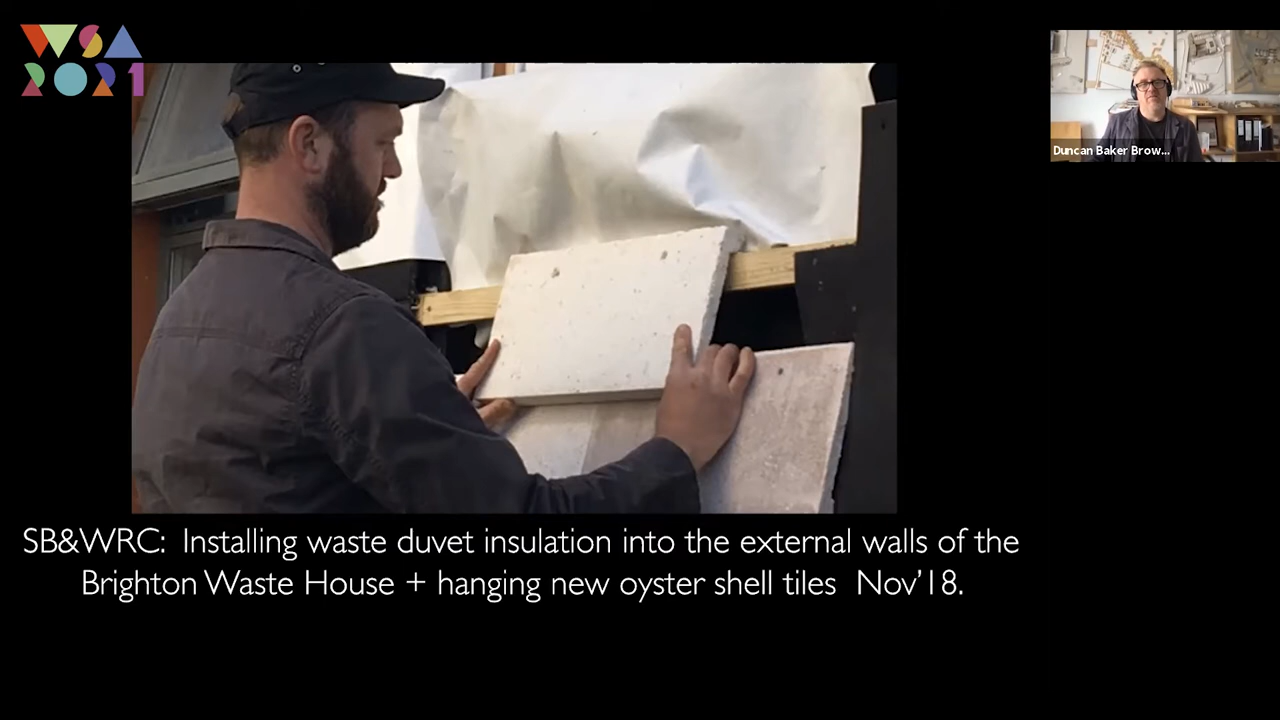 WSA
2021
Duncan Baker Brow...
SB&WRC: Installing waste duvet insulation into the external walls of the
Brighton Waste House + hanging new oyster shell tiles Nov'18.